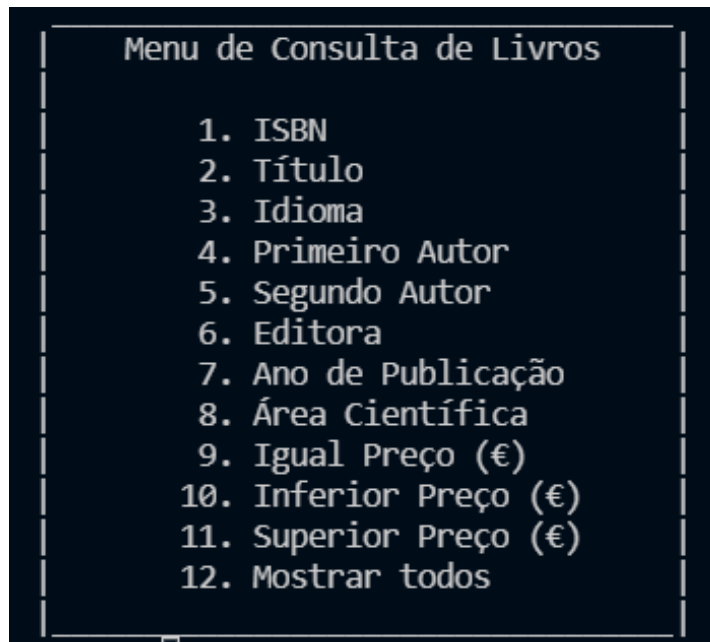 Menu de Consulta de Livros
1. ISBN
2. Título
3. Idioma
4. Primeiro Autor
5. Segundo Autor
6. Editora
7. Ano de Publicação
8. Área Científica
9. Igual Preço (€)
10. Inferior Preço (€)
11. Superior Preço (€)
12. Mostrar todos